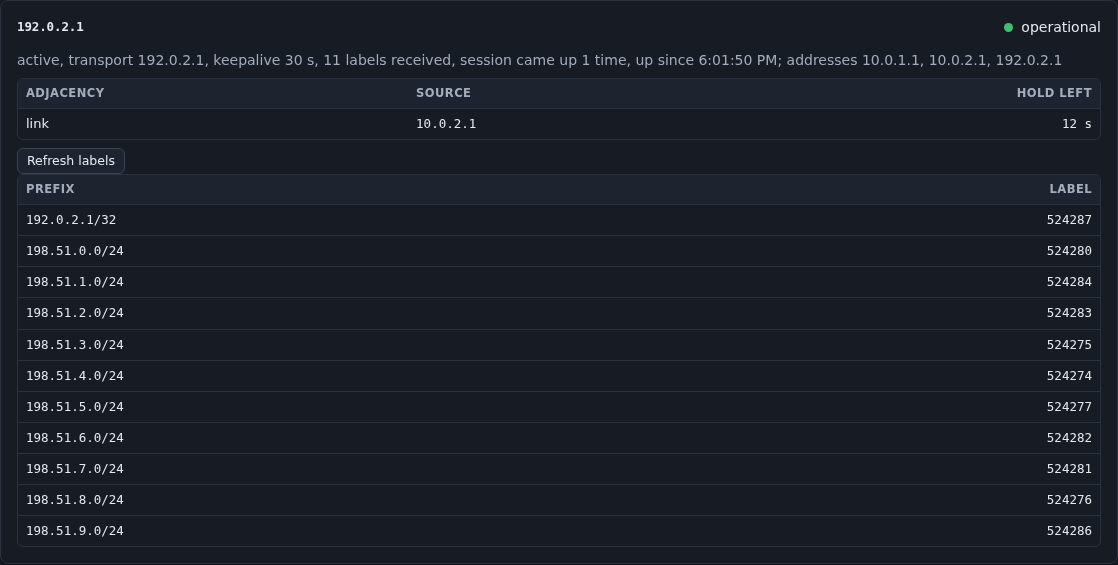 192.0.2.1 operational
active, transport 192.0.2.1, keepalive 30 s, 11 labels received, session came up 1 time, up since 6:01:50 PM; addresses 10.0.1.1, 10.0.2.1, 192.0.2.1
ADJACENCY SOURCE HOLD LEFT
link 10.0.2.1 12 s
Refresh labels
PREFIX LABEL
192.0.2.1/32 524287
198.51.0.0/24 524280
198.51.1.0/24 524284
198.51.2.0/24 524283
198.51.3.0/24 524275
198.51.4.0/24 524274
198.51.5.0/24 524277
198.51.6.0/24 524282
198.51.7.0/24 524281
198.51.8.0/24 524276
198.51.9.0/24 524286